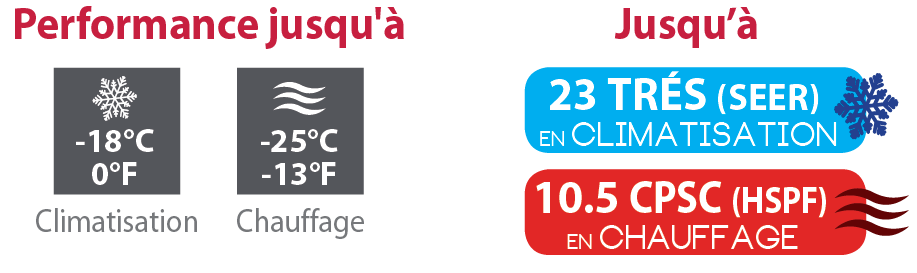 Performance jusqu'à
-18°C
0°F
Climatisation
-25°C
-13°F
Chauffage
Jusqu’à
23 TRÉS (SEER)
EN CLIMATISATION
10.5 CPSC (HSPF)
EN CHAUFFAGE